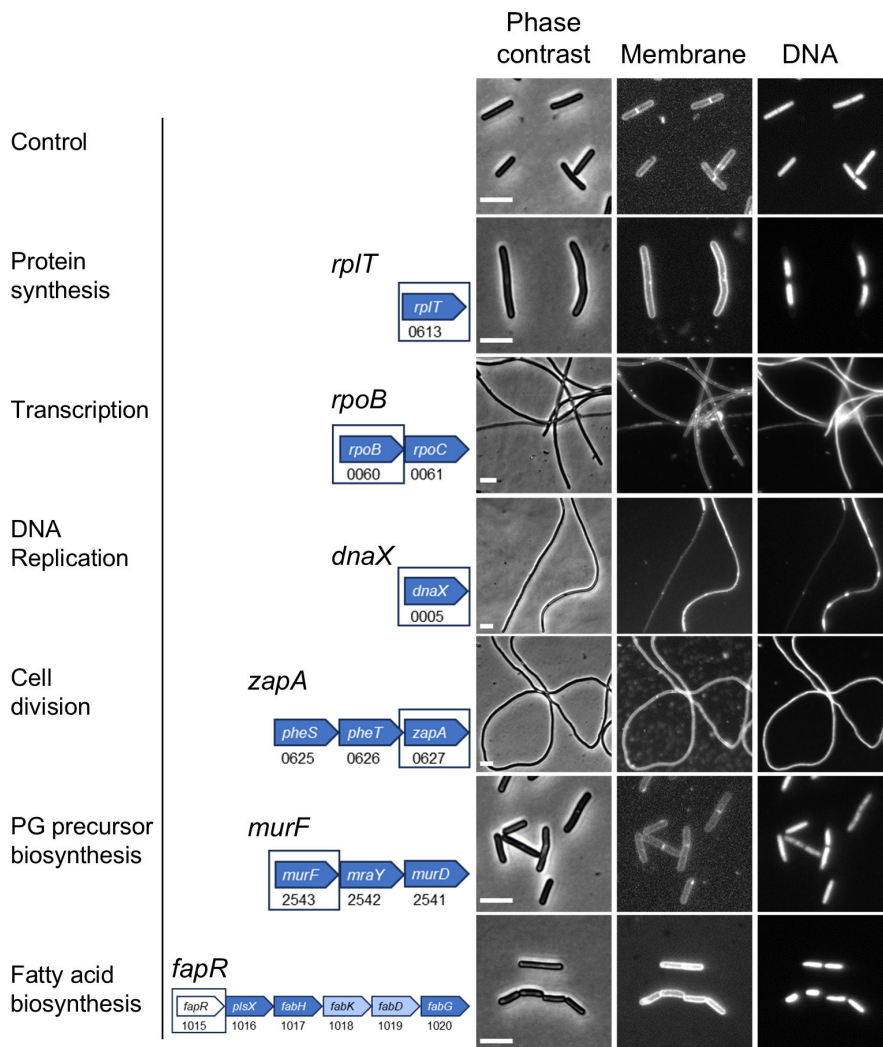 Phase
contrast
Membrane
DNA
Control
Protein
synthesis
rplT
rplT
0613
Transcription
rpoB
rpoB
rpoC
0060
0061
DNA
Replication
dnaX
dnaX
0005
Cell
division
zapA
pheS
pheT
zapA
0625
0626
0627
PG precursor
biosynthesis
murF
murF
mraY
murD
2543
2542
2541
Fatty acid
biosynthesis
fapR
fapR
plsX
fabH
fabK
fabD
fabG
1015
1016
1017
1018
1019
1020